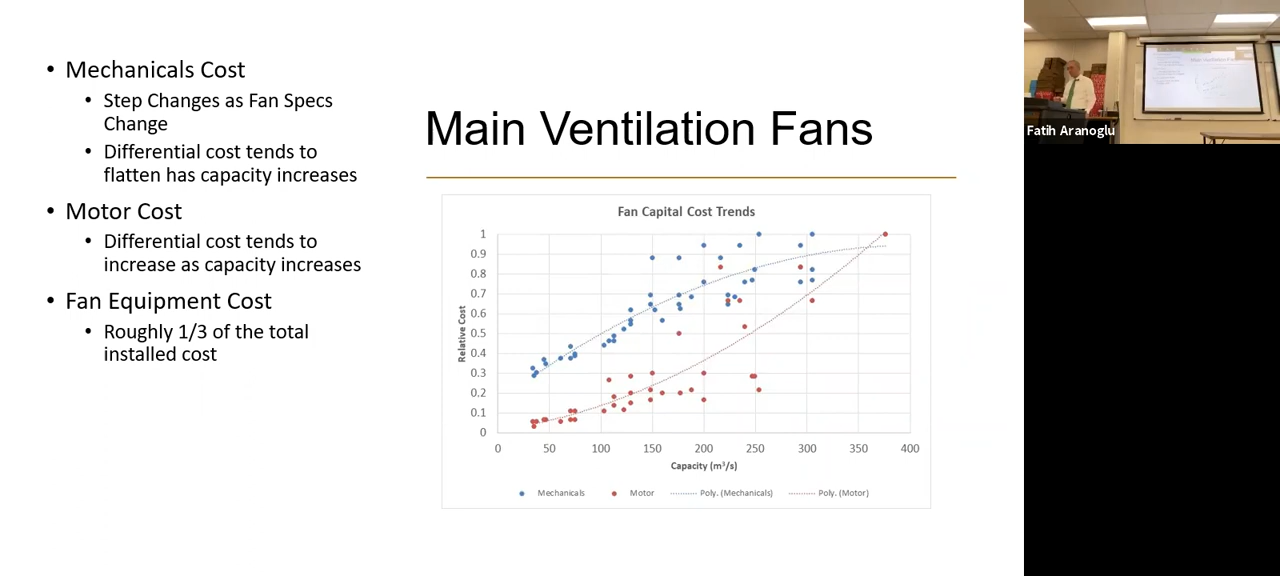 • Mechanicals Cost
• Step Changes as Fan Specs
Change
• Differential cost tends to
flatten has capacity increases
• Motor Cost
• Differential cost tends to
increase as capacity increases
• Fan Equipment Cost
• Roughly 1/3 of the total
installed cost
Main Ventilation Fans
Fan Capital Cost Trends
Relative Cost
1
0.9
0.8
0.7
0.6
0.5
0.4
0.3
0.2
0.1
0
0 50 100 150 200 250 300 350 400
Capacity (m³/s)
Mechanicals Motor Poly. (Mechanicals) Poly. (Motor)
Fatih Aranoglu